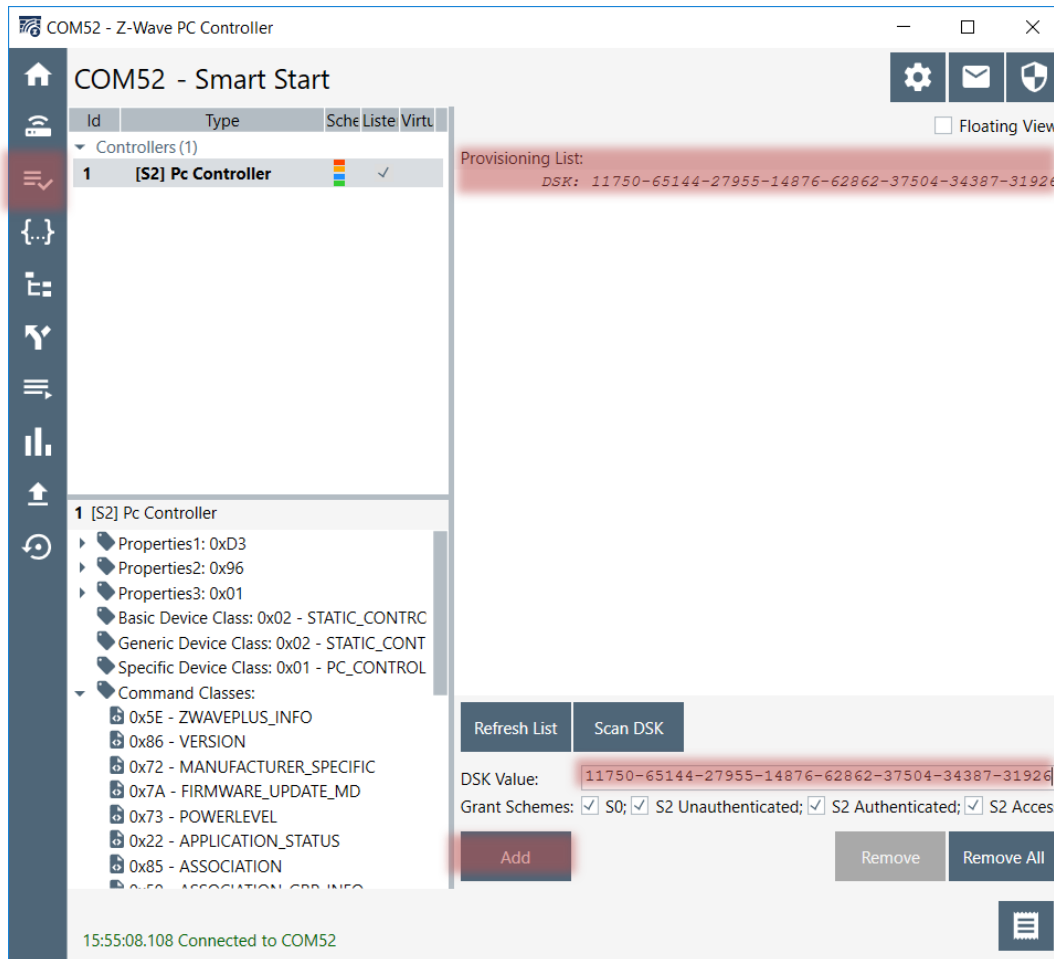 COM52 - Z-Wave PC Controller
COM52 - Smart Start
Id Type Sche Liste Virtu
Floating View
Controllers (1)
1 [S2] Pc Controller
Provisioning List:
DSK: 11750-65144-27955-14876-62862-37504-34387-31926
{...}
1 [S2] Pc Controller
Properties1: 0xD3
Properties2: 0x96
Properties3: 0x01
Basic Device Class: 0x02 - STATIC_CONTRC
Generic Device Class: 0x02 - STATIC_CONT
Specific Device Class: 0x01 - PC_CONTROL
Command Classes:
0x5E - ZWAVEPLUS_INFO
0x86 - VERSION
0x72 - MANUFACTURER_SPECIFIC
0x7A - FIRMWARE_UPDATE_MD
0x73 - POWERLEVEL
0x22 - APPLICATION_STATUS
0x85 - ASSOCIATION
Refresh List Scan DSK
DSK Value: 11750-65144-27955-14876-62862-37504-34387-31926
Grant Schemes: S0; S2 Unauthenticated; S2 Authenticated; S2 Acces
Add Remove Remove All
15:55:08.108 Connected to COM52